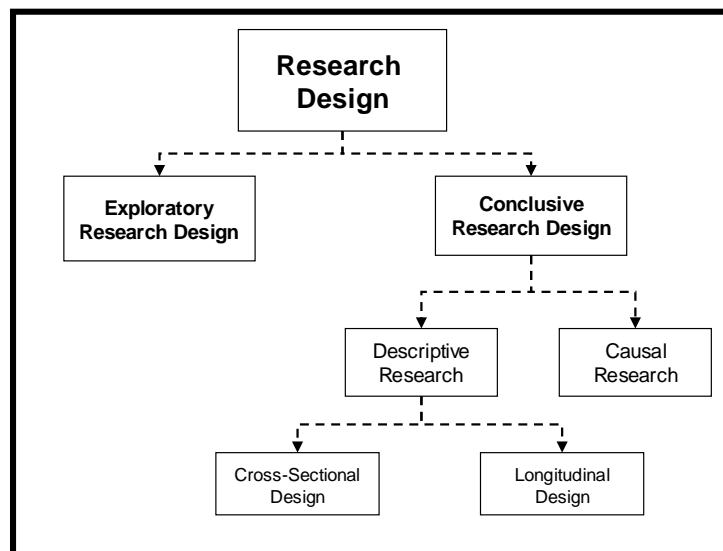 Research
Design
Exploratory
Research Design
Conclusive
Research Design
Descriptive
Research
Causal
Research
Cross-Sectional
Design
Longitudinal
Design